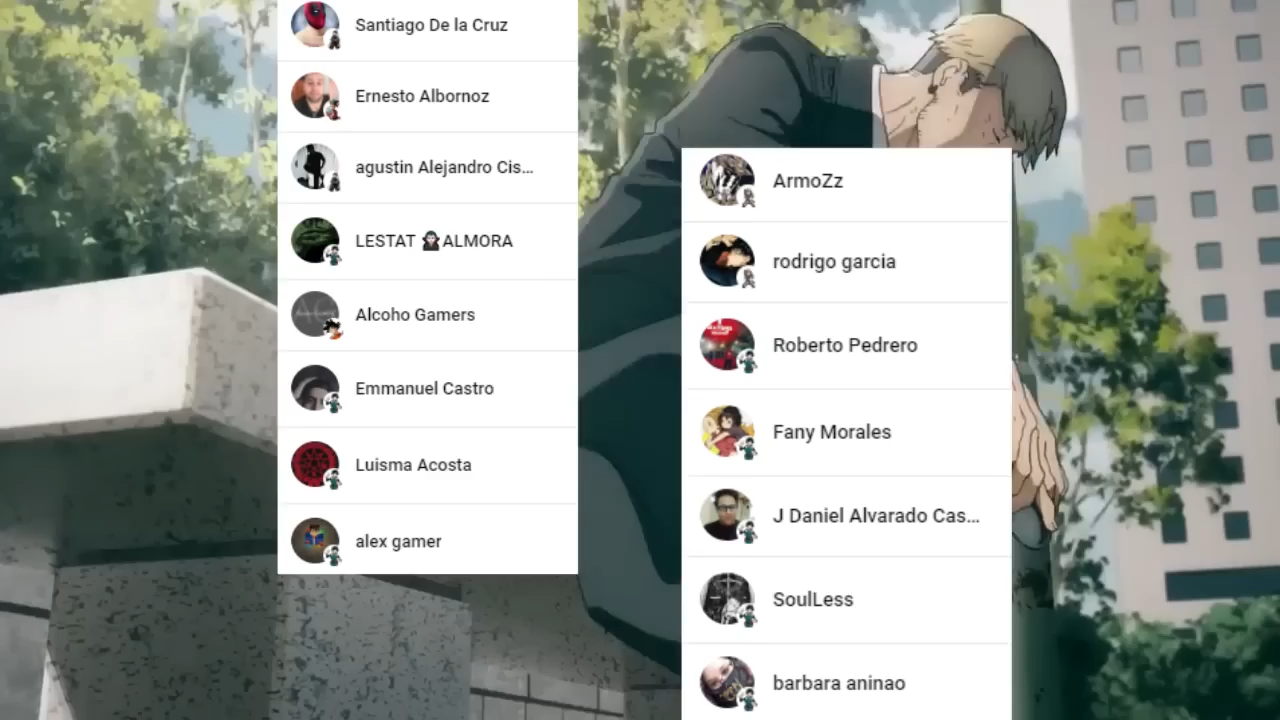 Santiago De la Cruz
Ernesto Albornoz
agustin Alejandro Cis...
LESTAT 🧛🏻‍♂️ALMORA
Alcoho Gamers
Emmanuel Castro
Luisma Acosta
alex gamer
ArmoZz
rodrigo garcia
Roberto Pedrero
Fany Morales
J Daniel Alvarado Cas...
SoulLess
barbara aninao